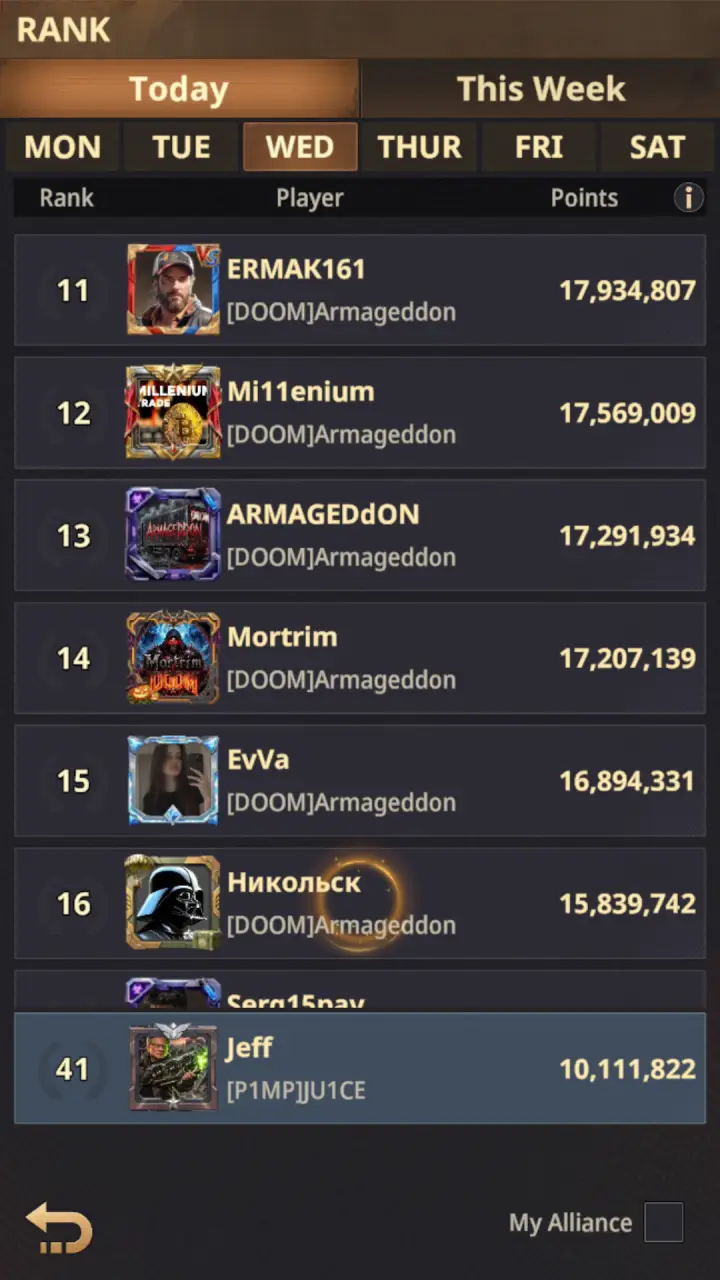 RANK
Today
This Week
MON
TUE
WED
THUR
FRI
SAT
Rank
Player
Points
11
ERMAK161
[DOOM]Armageddon
17,934,807
12
Mi11enium
[DOOM]Armageddon
17,569,009
13
ARMAGEDdON
[DOOM]Armageddon
17,291,934
14
Mortrim
[DOOM]Armageddon
17,207,139
15
EvVa
[DOOM]Armageddon
16,894,331
16
Никольск
[DOOM]Armageddon
15,839,742
41
Jeff
[P1MP]JU1CE
10,111,822
My Alliance